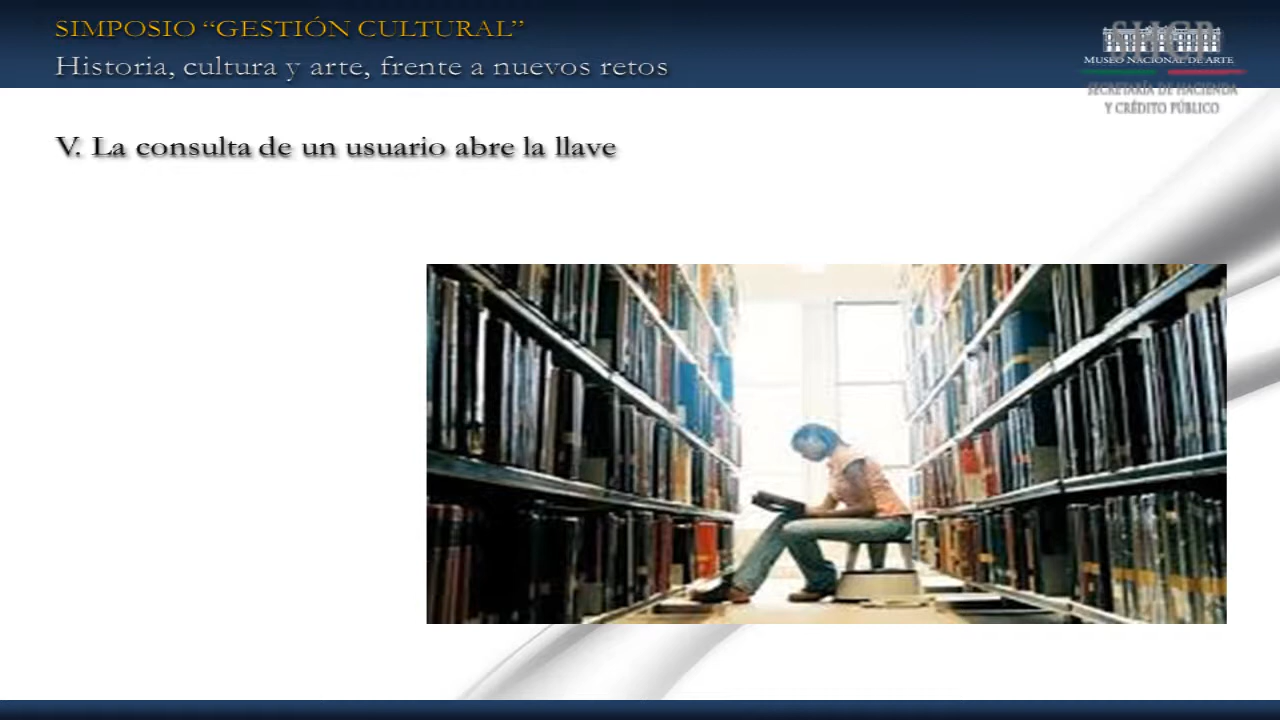 SIMPOSIO “GESTIÓN CULTURAL”
Historia, cultura y arte, frente a nuevos retos
SHCP
MUSEO NACIONAL DE ARTE
SECRETARÍA DE HACIENDA
Y CRÉDITO PÚBLICO
V. La consulta de un usuario abre la llave